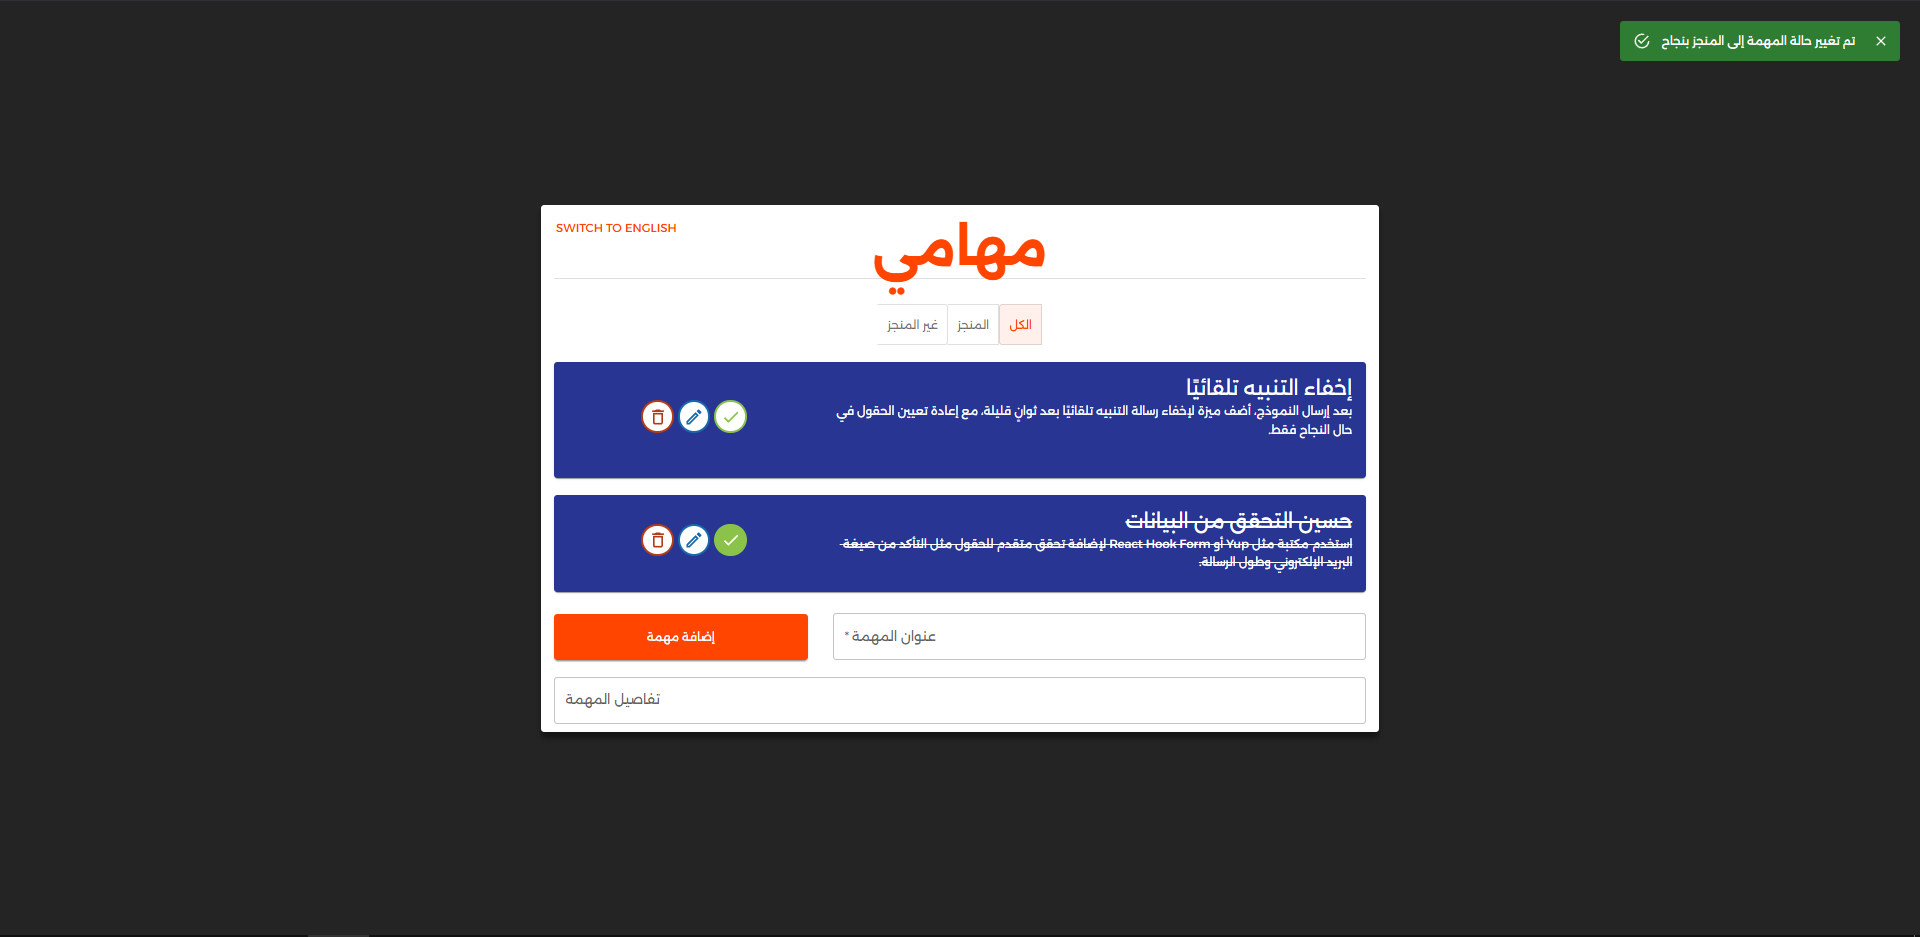 تم تغيير حالة المهمة إلى المنجز بنجاح
SWITCH TO ENGLISH
مهامي
الكل
المنجز
غير المنجز
إخفاء التنبيه تلقائيًا
بعد إرسال النموذج، أضف ميزة لإخفاء رسالة التنبيه تلقائيًا بعد ثوانٍ قليلة، مع إعادة تعيين الحقول في
حال النجاح فقط.
حسين التحقق من البيانات
استخدم مكتبة مثل Yup أو React Hook Form لإضافة تحقق متقدم للحقول مثل التأكد من صيغة
البريد الإلكتروني وطول الرسالة.
عنوان المهمة *
إضافة مهمة
تفاصيل المهمة